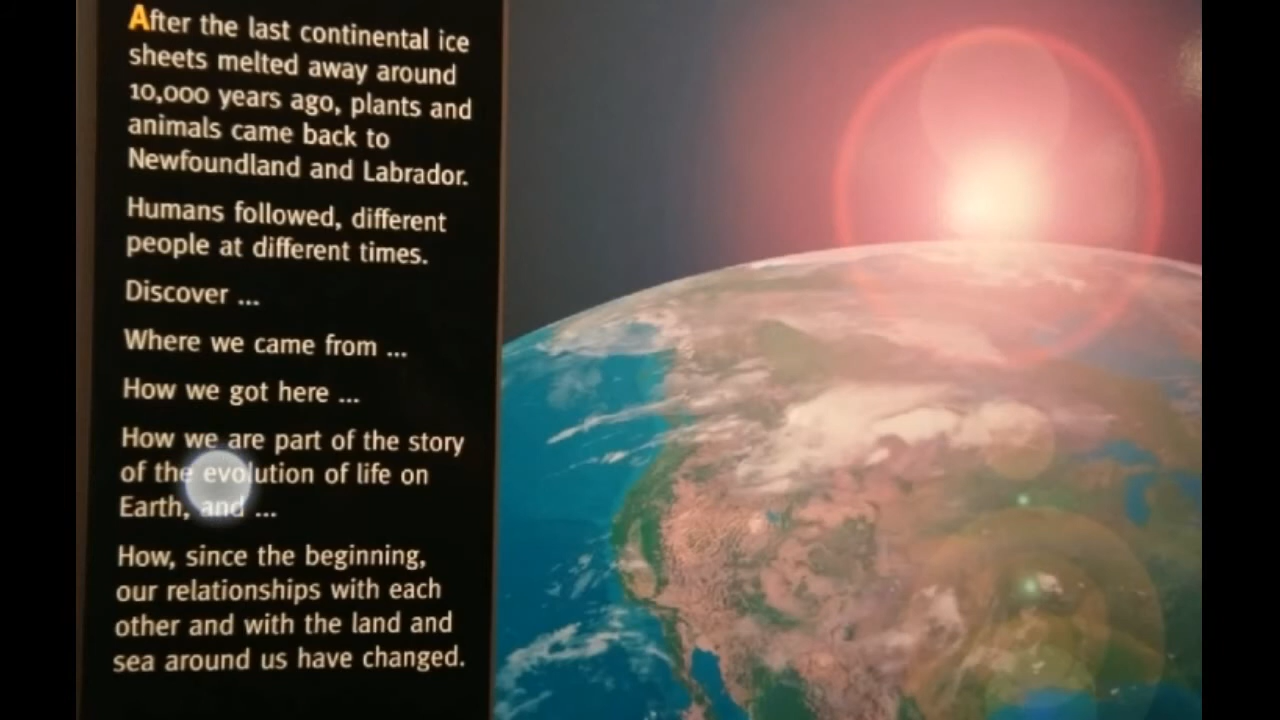 After the last continental ice
sheets melted away around
10,000 years ago, plants and
animals came back to
Newfoundland and Labrador.
Humans followed, different
people at different times.
Discover ...
Where we came from ...
How we got here ...
How we are part of the story
of the evolution of life on
Earth, and ...
How, since the beginning,
our relationships with each
other and with the land and
sea around us have changed.